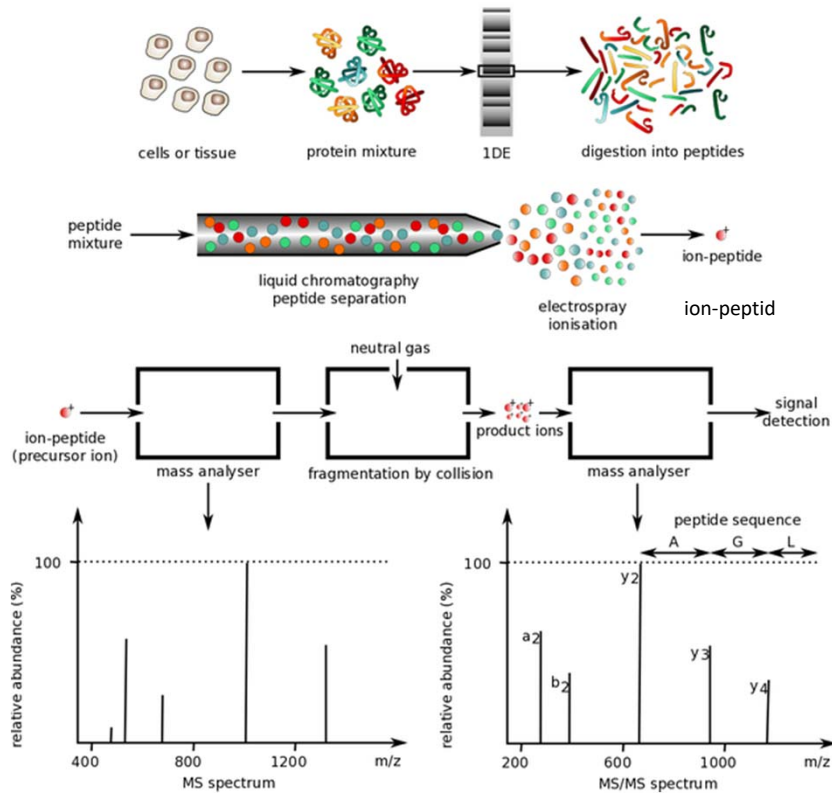 cells or tissue
protein mixture
1DE
digestion into peptides
peptide
mixture
liquid chromatography
peptide separation
electrospray
ionisation
+
ion-peptide
ion-peptid
neutral gas
+
ion-peptide
(precursor ion)
mass analyser
fragmentation by collision
+ + +
+ + +
product ions
mass analyser
signal
detection
relative abundance (%)
100
400
800
1200
m/z
MS spectrum
peptide sequence
A
G
L
relative abundance (%)
100
a2
b2
y2
y3
y4
200
600
1000
m/z
MS/MS spectrum